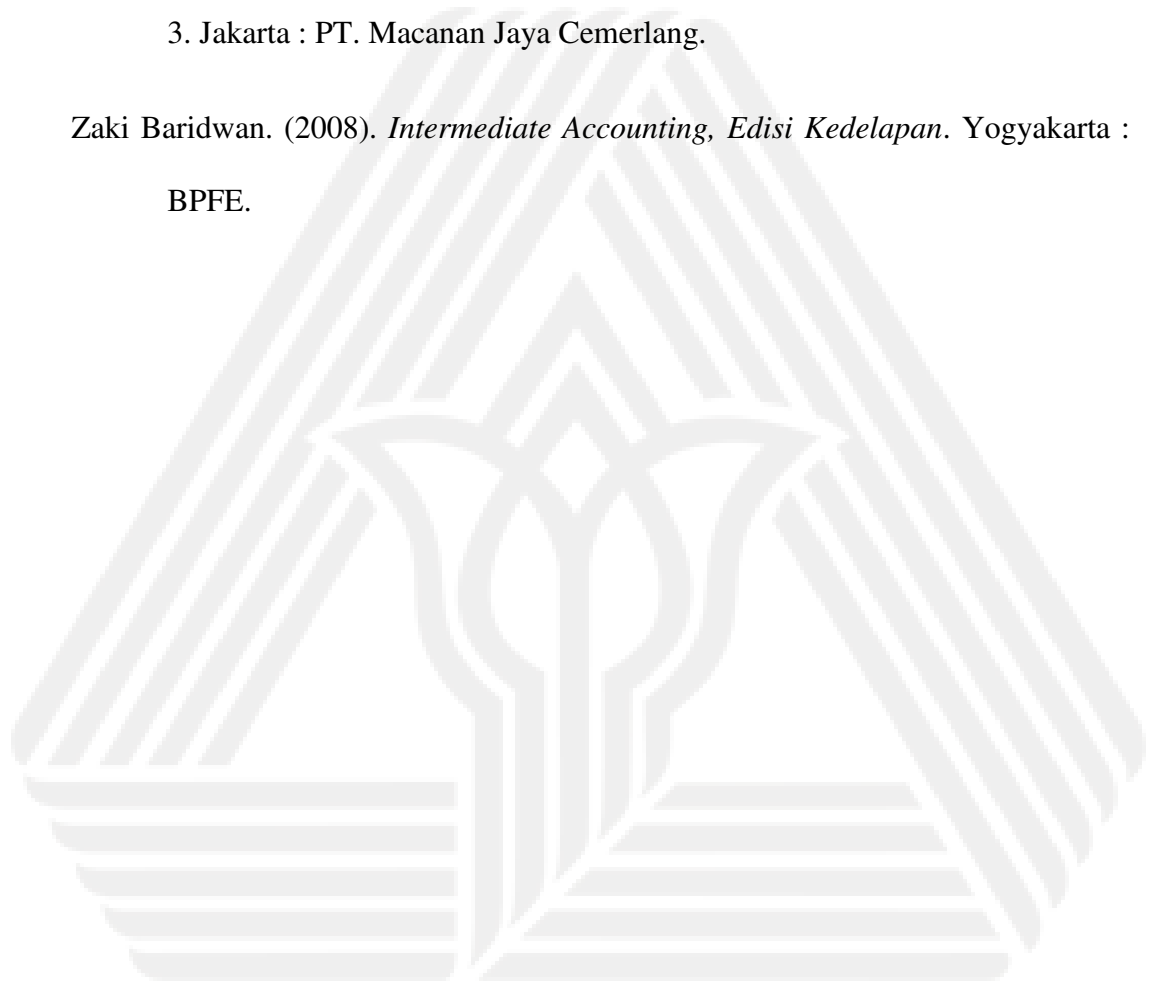 3. Jakarta : PT. Macanan Jaya Cemerlang.
Zaki Baridwan. (2008). Intermediate Accounting, Edisi Kedelapan. Yogyakarta :
BPFE.